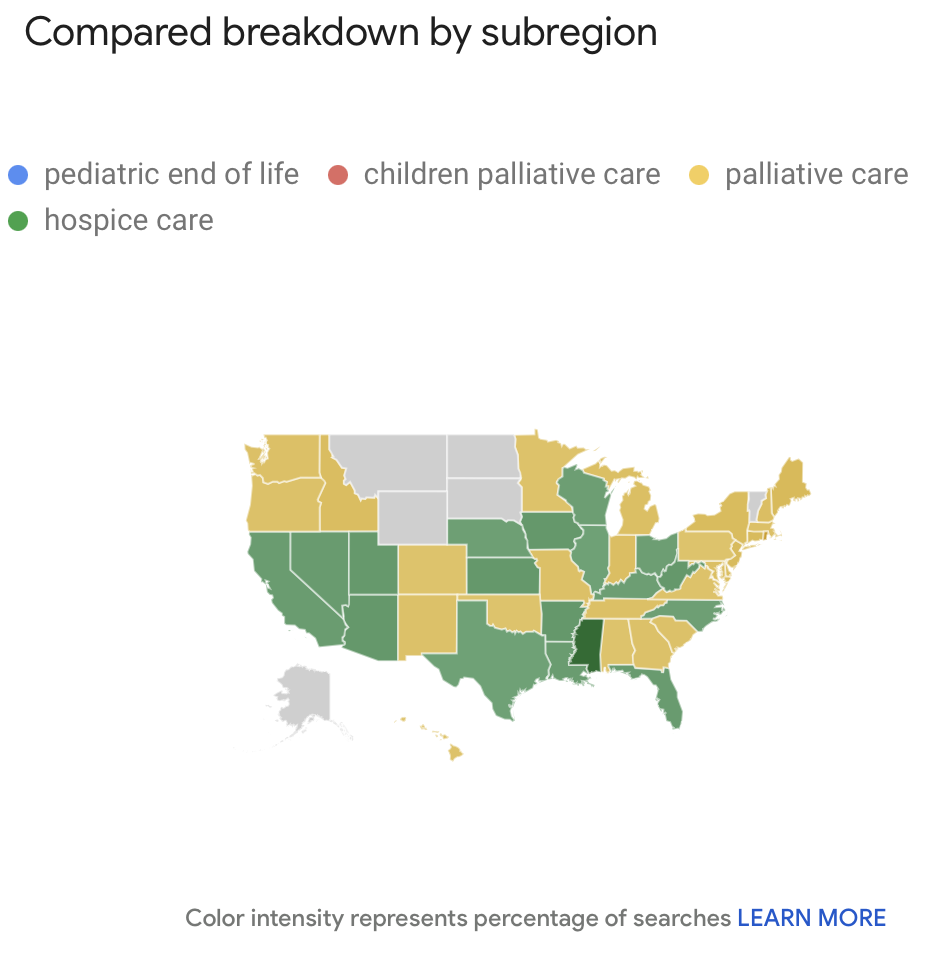 Compared breakdown by subregion
pediatric end of life children palliative care palliative care
hospice care
Color intensity represents percentage of searches LEARN MORE